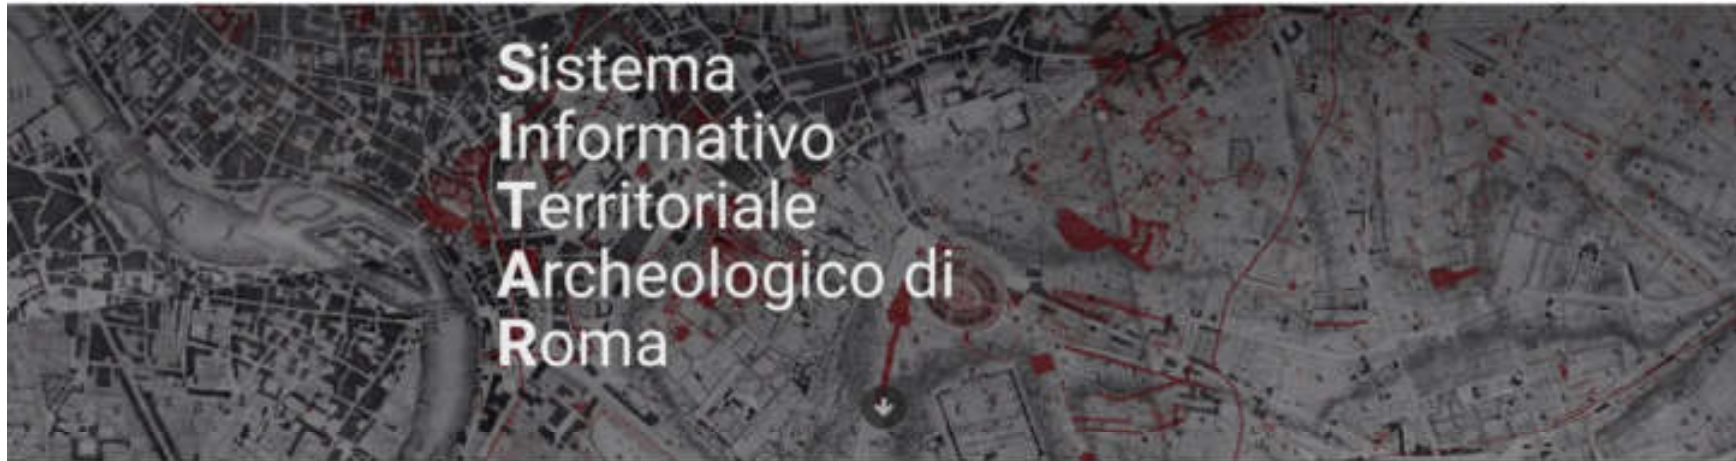 Sistema
Informativo
Territoriale
Archeologico di
Roma